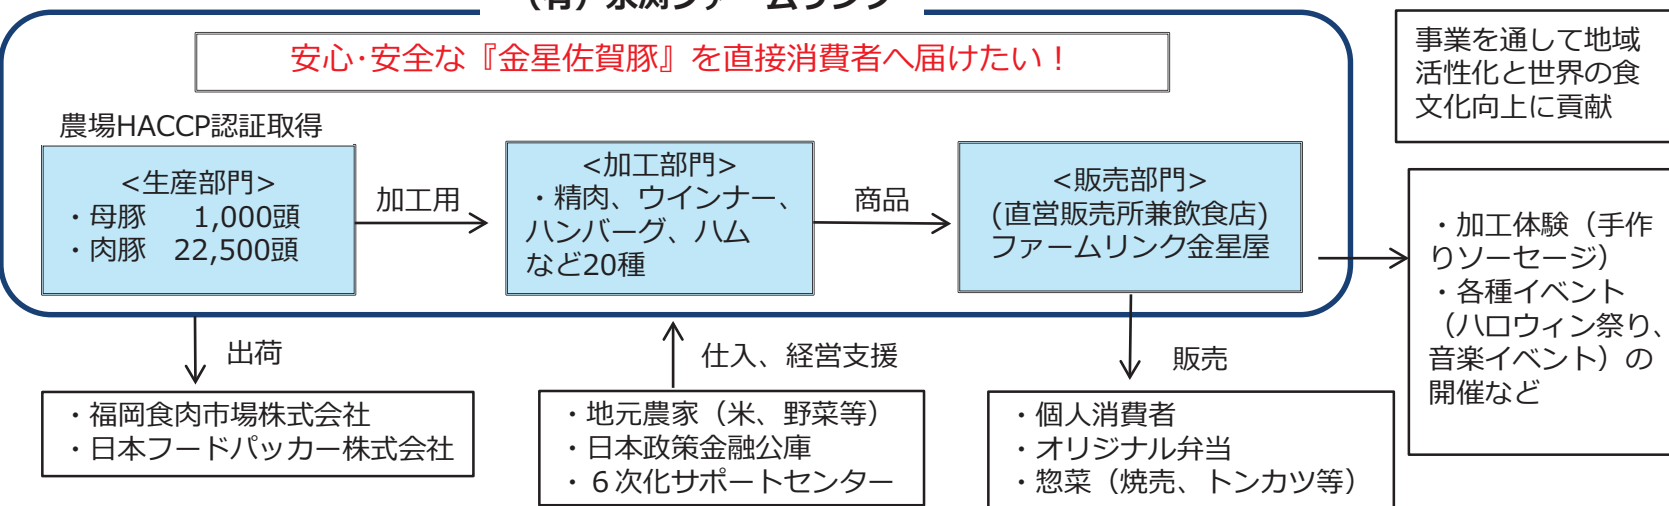 安心･安全な『金星佐賀豚』を直接消費者へ届けたい！
事業を通して地域
活性化と世界の食
文化向上に貢献
農場HACCP認証取得
<生産部門>
・母豚　1,000頭
・肉豚　22,500頭
加工用
<加工部門>
・精肉、ウインナー、
ハンバーグ、ハム
など20種
商品
<販売部門>
(直営販売所兼飲食店)
ファームリンク金星屋
・加工体験（手作
りソーセージ）
・各種イベント
（ハロウィン祭り、
音楽イベント）の
開催など
出荷
・福岡食肉市場株式会社
・日本フードパッカー株式会社
仕入、経営支援
・地元農家（米、野菜等）
・日本政策金融公庫
・６次化サポートセンター
販売
・個人消費者
・オリジナル弁当
・惣菜（焼売、トンカツ等）